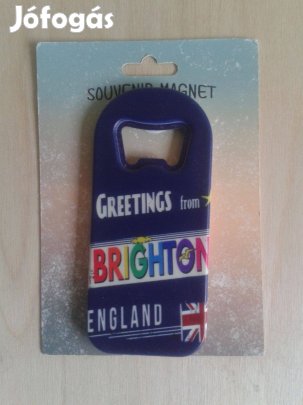 Jófogás
SOUVENIR MAGNET
GREETINGS from
BRIGHTON
ENGLAND